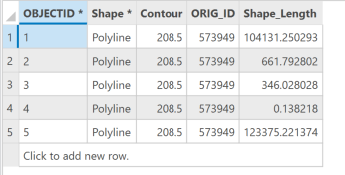 OBJECTID * Shape * Contour ORIG_ID Shape_Length
1 1 Polyline 208.5 573949 104131.250293
2 2 Polyline 208.5 573949 661.792802
3 3 Polyline 208.5 573949 346.028028
4 4 Polyline 208.5 573949 0.138218
5 5 Polyline 208.5 573949 123375.221374
Click to add new row.